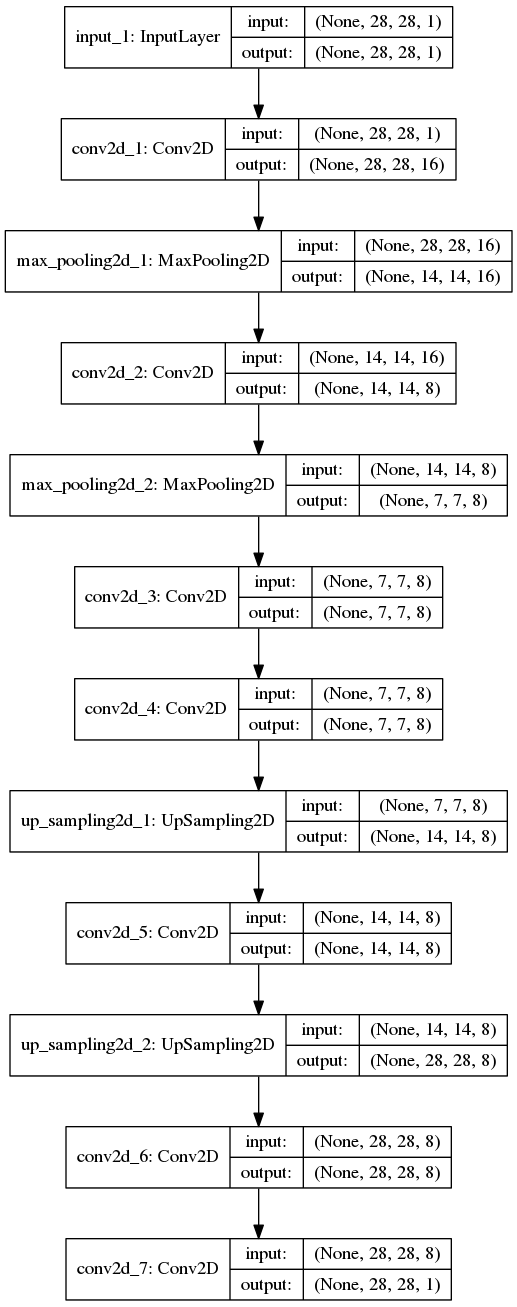 input_1: InputLayer
input: (None, 28, 28, 1)
output: (None, 28, 28, 1)
conv2d_1: Conv2D
input: (None, 28, 28, 1)
output: (None, 28, 28, 16)
max_pooling2d_1: MaxPooling2D
input: (None, 28, 28, 16)
output: (None, 14, 14, 16)
conv2d_2: Conv2D
input: (None, 14, 14, 16)
output: (None, 14, 14, 8)
max_pooling2d_2: MaxPooling2D
input: (None, 14, 14, 8)
output: (None, 7, 7, 8)
conv2d_3: Conv2D
input: (None, 7, 7, 8)
output: (None, 7, 7, 8)
conv2d_4: Conv2D
input: (None, 7, 7, 8)
output: (None, 7, 7, 8)
up_sampling2d_1: UpSampling2D
input: (None, 7, 7, 8)
output: (None, 14, 14, 8)
conv2d_5: Conv2D
input: (None, 14, 14, 8)
output: (None, 14, 14, 8)
up_sampling2d_2: UpSampling2D
input: (None, 14, 14, 8)
output: (None, 28, 28, 8)
conv2d_6: Conv2D
input: (None, 28, 28, 8)
output: (None, 28, 28, 8)
conv2d_7: Conv2D
input: (None, 28, 28, 8)
output: (None, 28, 28, 1)